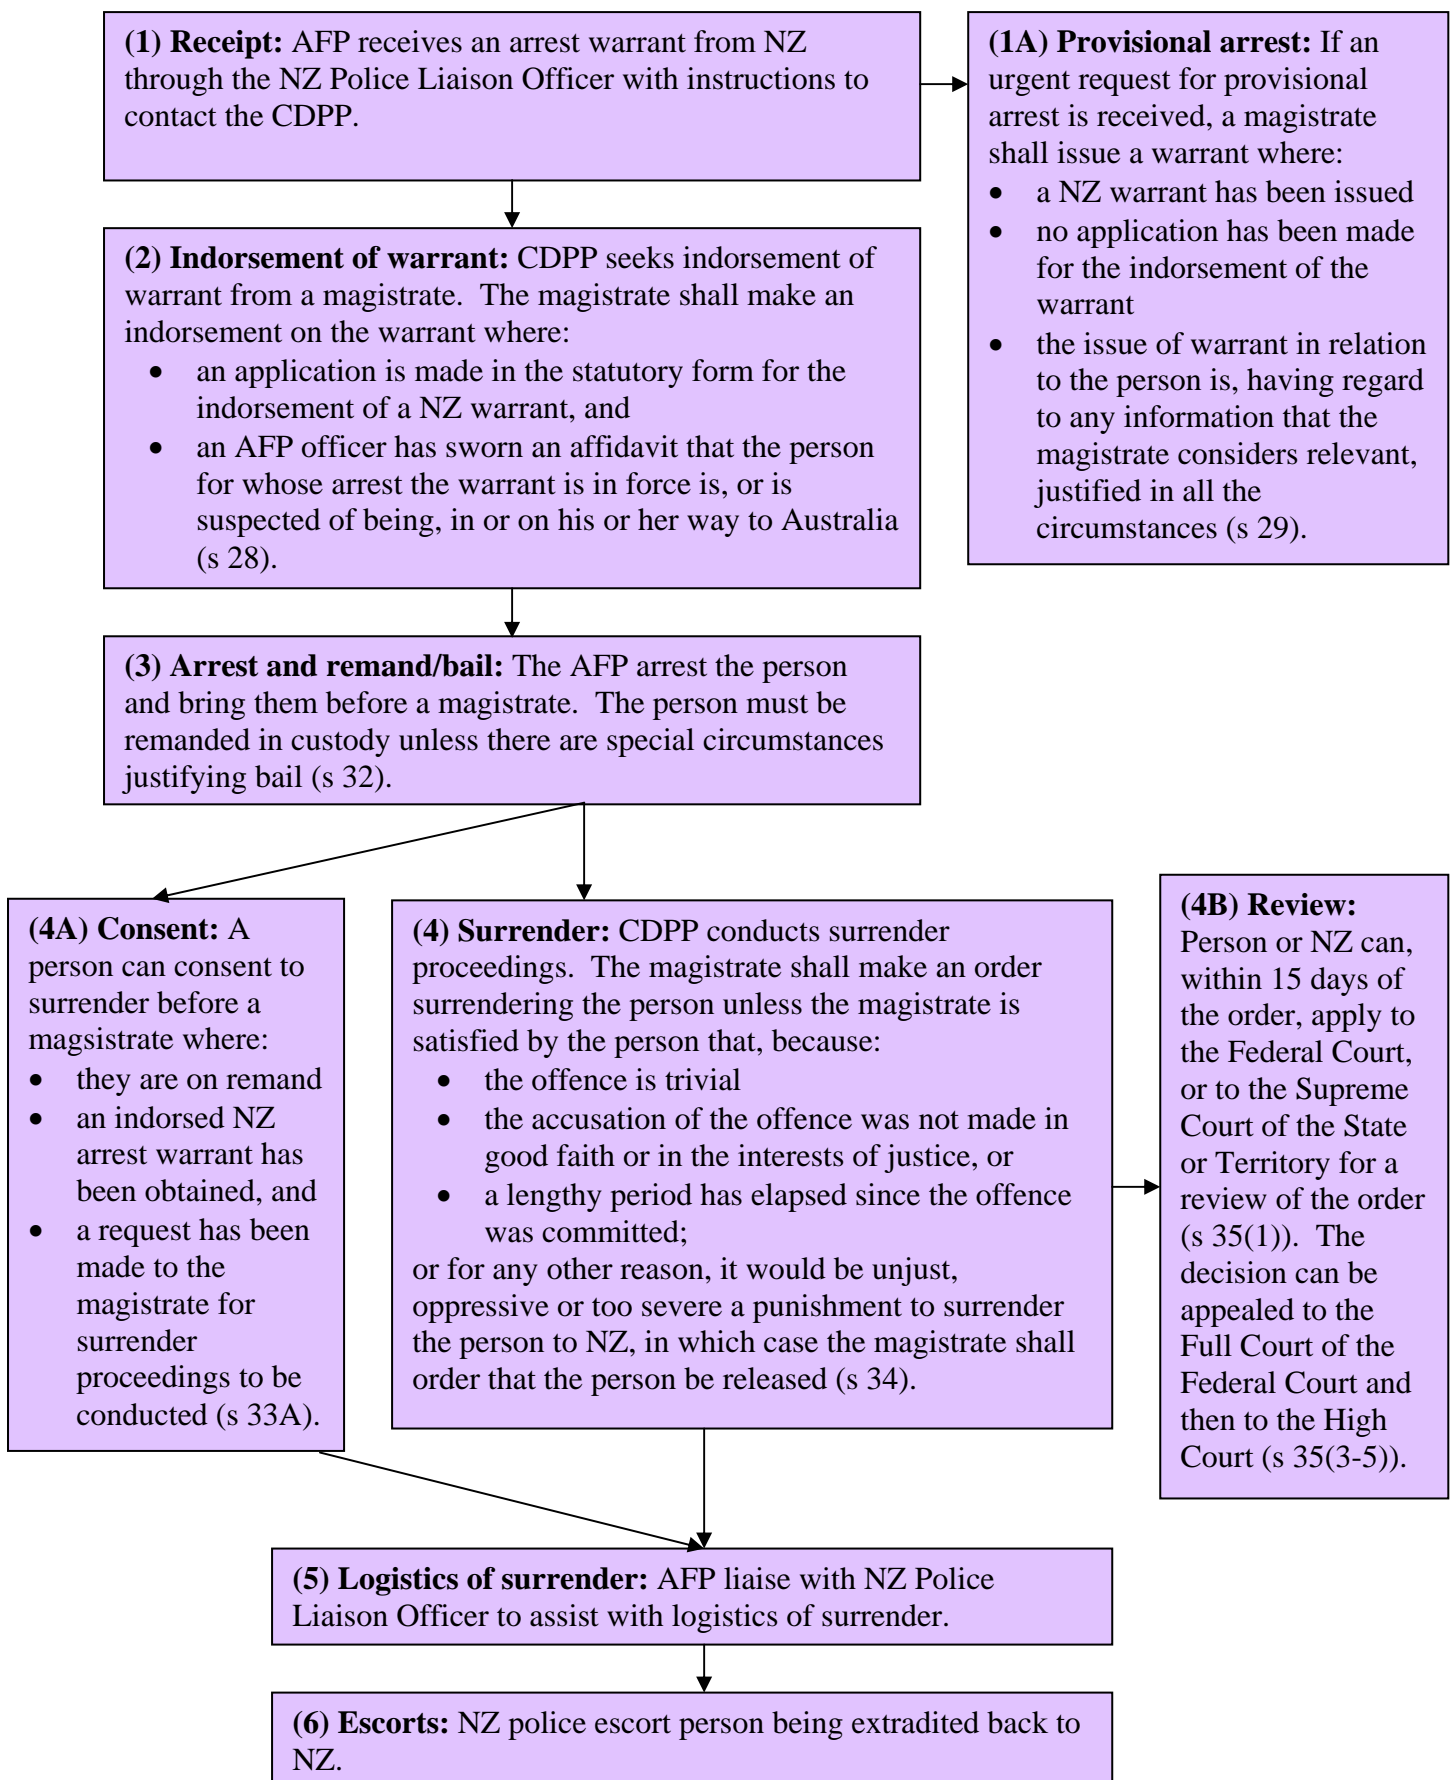 (1) Receipt: AFP receives an arrest warrant from NZ
through the NZ Police Liaison Officer with instructions to
contact the CDPP.
(1A) Provisional arrest: If an
urgent request for provisional
arrest is received, a magistrate
shall issue a warrant where:
• a NZ warrant has been issued
• no application has been made
for the indorsement of the
warrant
• the issue of warrant in relation
to the person is, having regard
to any information that the
magistrate considers relevant,
justified in all the
circumstances (s 29).
(2) Indorsement of warrant: CDPP seeks indorsement of
warrant from a magistrate. The magistrate shall make an
indorsement on the warrant where:
• an application is made in the statutory form for the
indorsement of a NZ warrant, and
• an AFP officer has sworn an affidavit that the person
for whose arrest the warrant is in force is, or is
suspected of being, in or on his or her way to Australia
(s 28).
(3) Arrest and remand/bail: The AFP arrest the person
and bring them before a magistrate. The person must be
remanded in custody unless there are special circumstances
justifying bail (s 32).
(4A) Consent: A
person can consent to
surrender before a
magsistrate where:
• they are on remand
• an indorsed NZ
arrest warrant has
been obtained, and
• a request has been
made to the
magistrate for
surrender
proceedings to be
conducted (s 33A).
(4) Surrender: CDPP conducts surrender
proceedings. The magistrate shall make an order
surrendering the person unless the magistrate is
satisfied by the person that, because:
• the offence is trivial
• the accusation of the offence was not made in
good faith or in the interests of justice, or
• a lengthy period has elapsed since the offence
was committed;
or for any other reason, it would be unjust,
oppressive or too severe a punishment to surrender
the person to NZ, in which case the magistrate shall
order that the person be released (s 34).
(4B) Review:
Person or NZ can,
within 15 days of
the order, apply to
the Federal Court,
or to the Supreme
Court of the State
or Territory for a
review of the order
(s 35(1)). The
decision can be
appealed to the
Full Court of the
Federal Court and
then to the High
Court (s 35(3-5)).
(5) Logistics of surrender: AFP liaise with NZ Police
Liaison Officer to assist with logistics of surrender.
(6) Escorts: NZ police escort person being extradited back to
NZ.